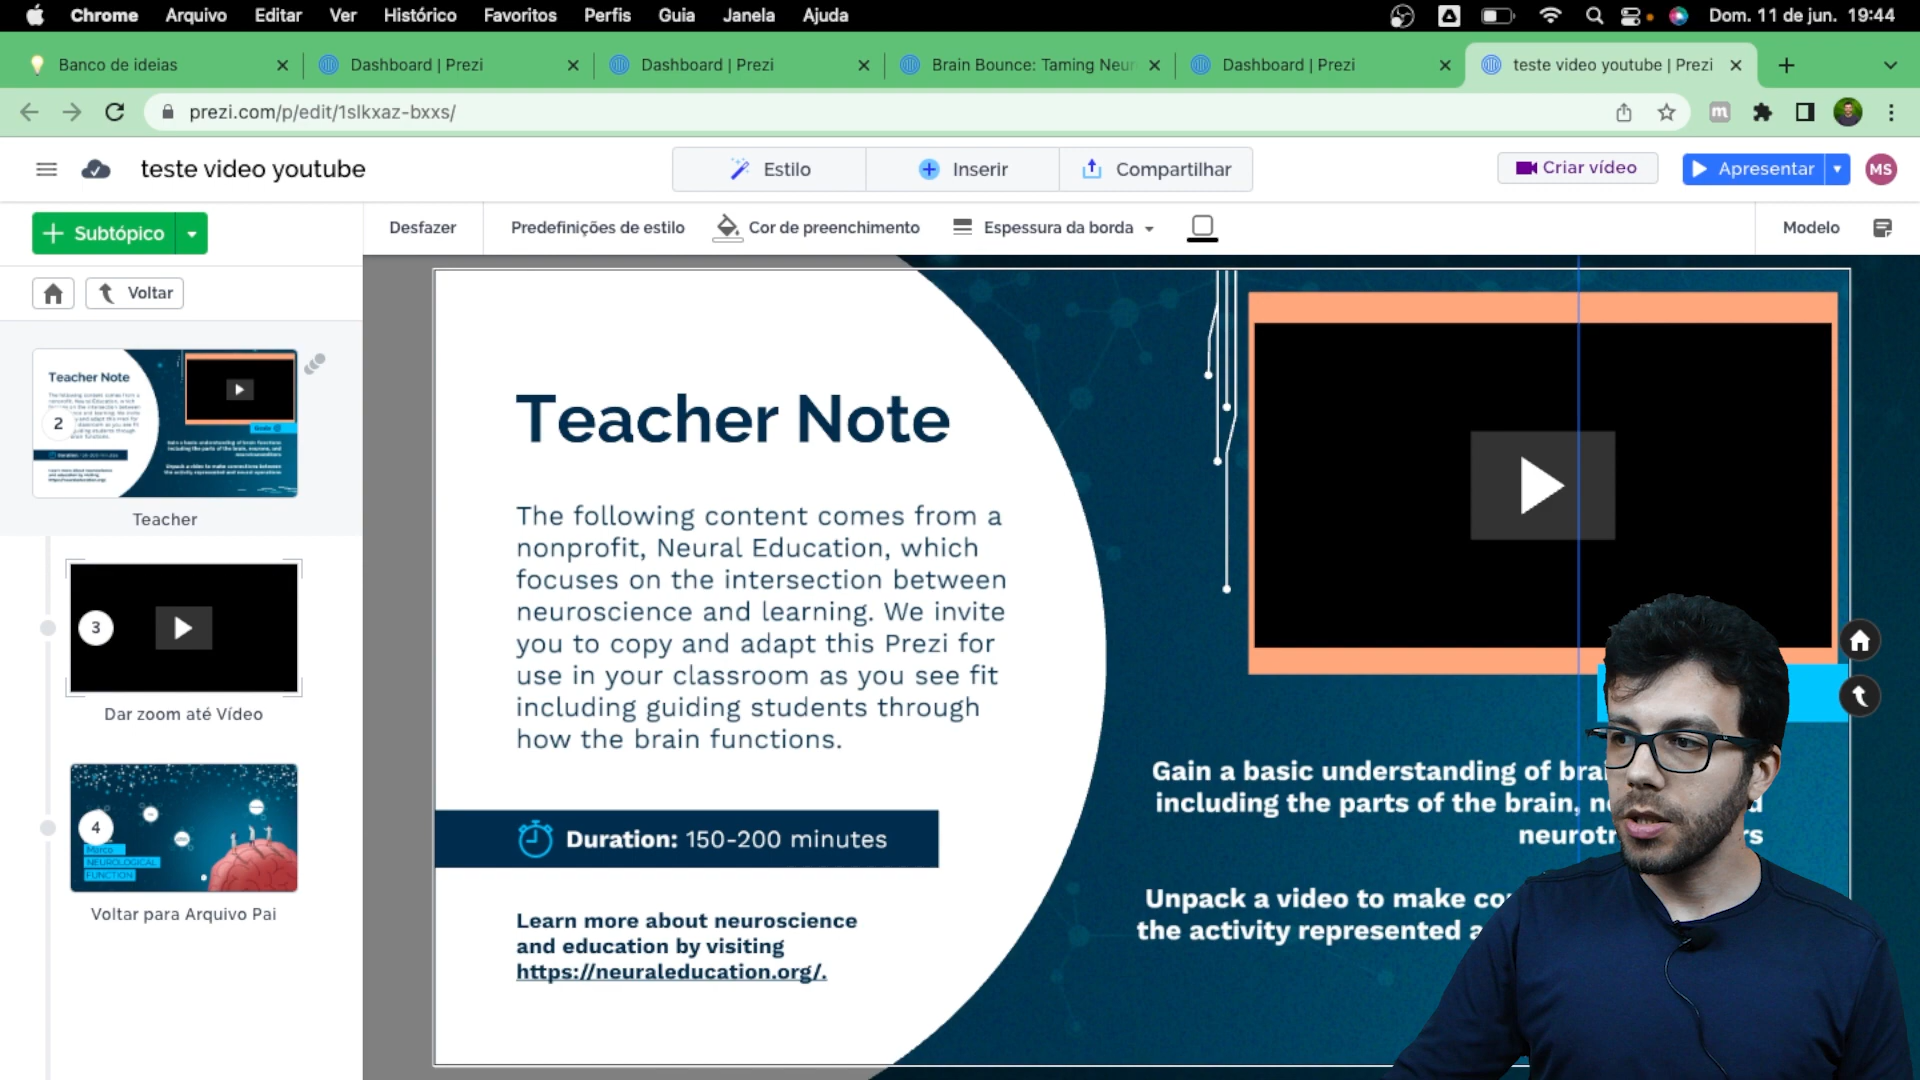 Chrome Arquivo Editar Ver Histórico Favoritos Perfis Guia Janela Ajuda Dom. 11 de jun. 19:44
Banco de ideias Dashboard | Prezi Dashboard | Prezi Brain Bounce: Taming Neur Dashboard | Prezi teste video youtube | Prezi
prezi.com/p/edit/1slkxaz-bxxs/
teste video youtube Estilo Inserir Compartilhar Criar vídeo Apresentar MS
Subtópico Desfazer Predefinições de estilo Cor de preenchimento Espessura da borda Modelo
Voltar
Teacher Note
2
Teacher
3
Dar zoom até Vídeo
4
Marco
NEUROLOGICAL
FUNCTION
Voltar para Arquivo Pai
Teacher Note
The following content comes from a
nonprofit, Neural Education, which
focuses on the intersection between
neuroscience and learning. We invite
you to copy and adapt this Prezi for
use in your classroom as you see fit
including guiding students through
how the brain functions.
Duration: 150-200 minutes
Learn more about neuroscience
and education by visiting
https://neuraleducation.org/.
Gain a basic understanding of bra
including the parts of the brain,
neurotr rs
Unpack a video to make co
the activity represented a